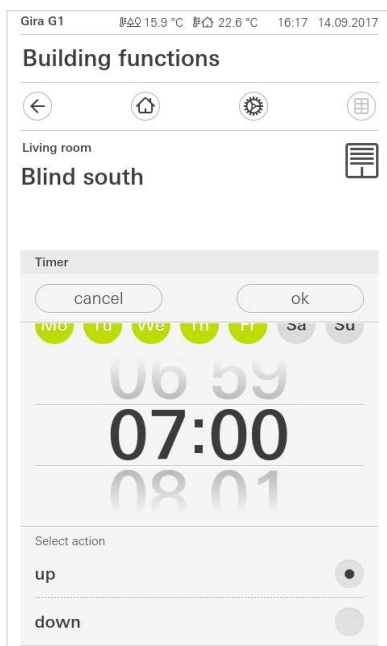 Gira G1 15.9 °C 22.6 °C 16:17 14.09.2017
Building functions
Living room
Blind south
Timer
cancel ok
Mo Tu We Th Fr Sa Su
06 59
07:00
08 01
Select action
up
down